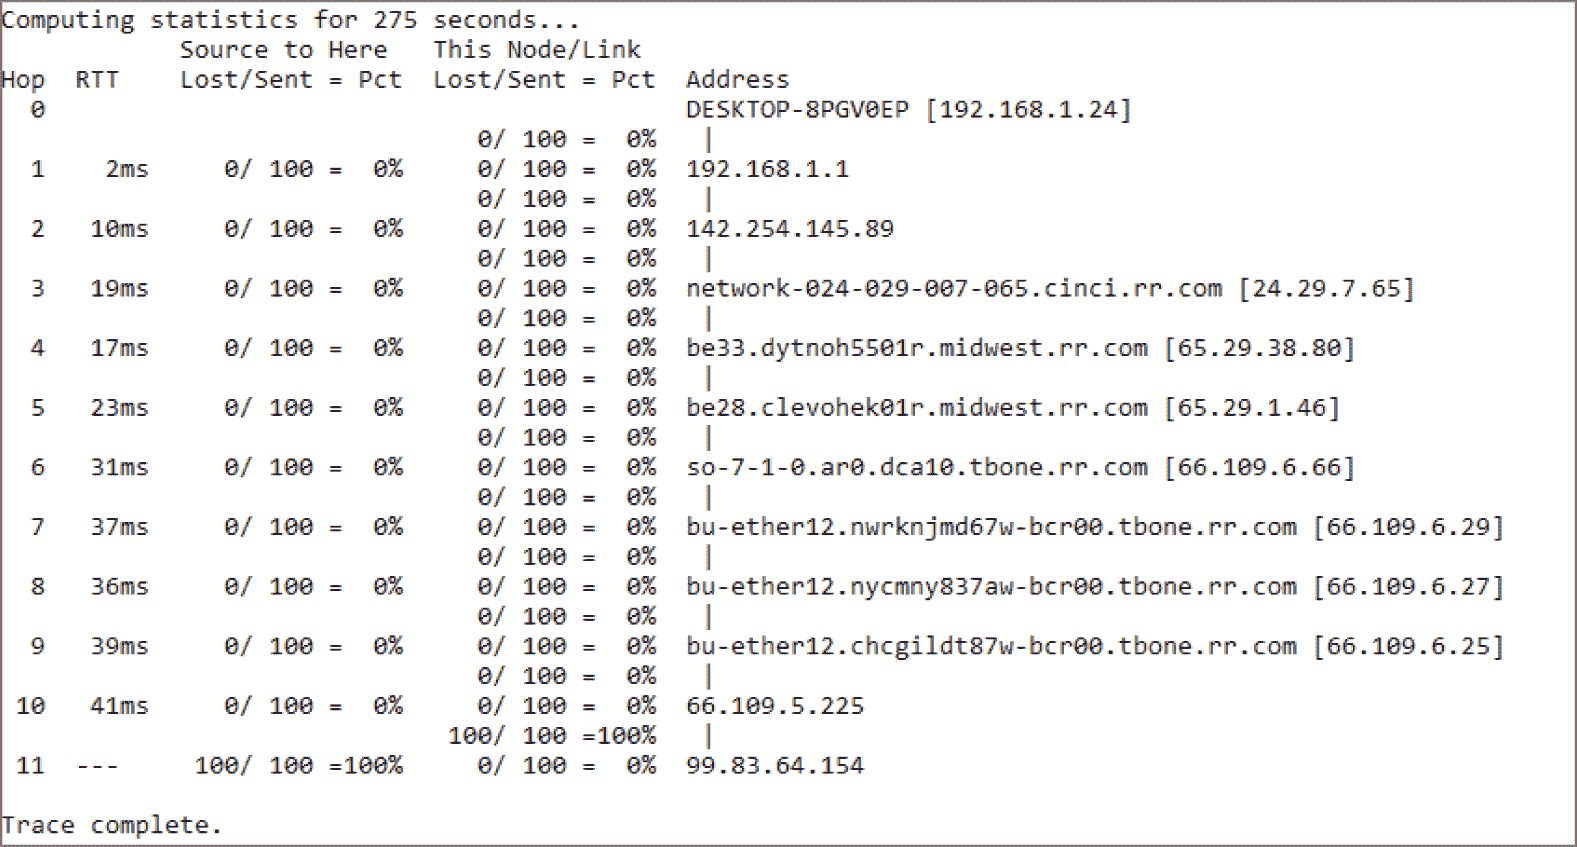 Computing statistics for 275 seconds...
            Source to Here   This Node/Link
Hop  RTT    Lost/Sent = Pct  Lost/Sent = Pct  Address
  0                                           DESKTOP-8PGV0EP [192.168.1.24]
                                0/ 100 =  0%   |
  1    2ms     0/ 100 =  0%     0/ 100 =  0%  192.168.1.1
                                0/ 100 =  0%   |
  2   10ms     0/ 100 =  0%     0/ 100 =  0%  142.254.145.89
                                0/ 100 =  0%   |
  3   19ms     0/ 100 =  0%     0/ 100 =  0%  network-024-029-007-065.cinci.rr.com [24.29.7.65]
                                0/ 100 =  0%   |
  4   17ms     0/ 100 =  0%     0/ 100 =  0%  be33.dytnoh5501r.midwest.rr.com [65.29.38.80]
                                0/ 100 =  0%   |
  5   23ms     0/ 100 =  0%     0/ 100 =  0%  be28.clevohek01r.midwest.rr.com [65.29.1.46]
                                0/ 100 =  0%   |
  6   31ms     0/ 100 =  0%     0/ 100 =  0%  so-7-1-0.ar0.dca10.tbone.rr.com [66.109.6.66]
                                0/ 100 =  0%   |
  7   37ms     0/ 100 =  0%     0/ 100 =  0%  bu-ether12.nwrknjmd67w-bcr00.tbone.rr.com [66.109.6.29]
                                0/ 100 =  0%   |
  8   36ms     0/ 100 =  0%     0/ 100 =  0%  bu-ether12.nycmny837aw-bcr00.tbone.rr.com [66.109.6.27]
                                0/ 100 =  0%   |
  9   39ms     0/ 100 =  0%     0/ 100 =  0%  bu-ether12.chcgildt87w-bcr00.tbone.rr.com [66.109.6.25]
                                0/ 100 =  0%   |
 10   41ms     0/ 100 =  0%     0/ 100 =  0%  66.109.5.225
                              100/ 100 =100%   |
 11  ---     100/ 100 =100%     0/ 100 =  0%  99.83.64.154
Trace complete.